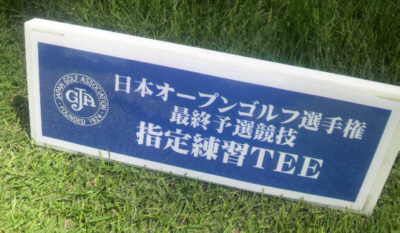 日本オープンゴルフ選手権
最終予選競技
指定練習TEE
JAPAN GOLF ASSOCIATION
FOUNDED 1924
JGA